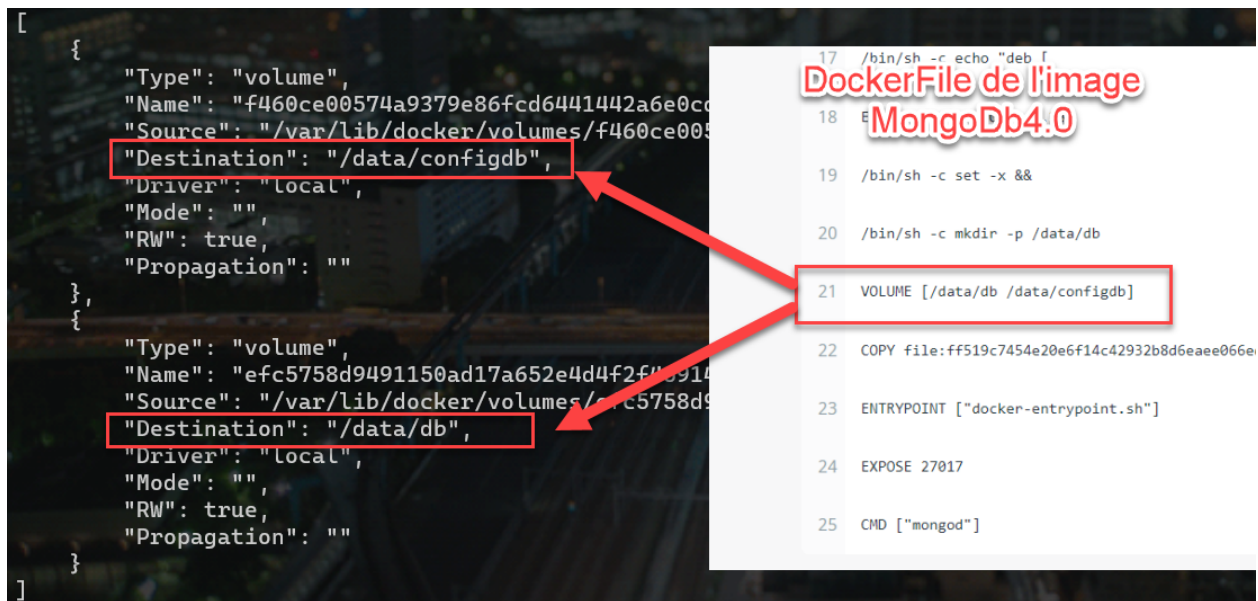 [
{
"Type": "volume",
"Name": "f460ce00574a9379e86fcd6441442a6e0c
"Source": "/var/lib/docker/volumes/f460ce005
"Destination": "/data/configdb",
"Driver": "local",
"Mode": "",
"RW": true,
"Propagation": ""
},
{
"Type": "volume",
"Name": "efc5758d9491150ad17a652e4d4f2f
"Source": "/var/lib/docker/volumes/efc5758d9
"Destination": "/data/db",
"Driver": "local",
"Mode": "",
"RW": true,
"Propagation": ""
}
]
17 /bin/sh -c echo "deb [
DockerFile de l'image
MongoDb4.0
18
19 /bin/sh -c set -x &&
20 /bin/sh -c mkdir -p /data/db
21 VOLUME [/data/db /data/configdb]
22 COPY file:ff519c7454e20e6f14c42932b8d6eaee066e
23 ENTRYPOINT ["docker-entrypoint.sh"]
24 EXPOSE 27017
25 CMD ["mongod"]